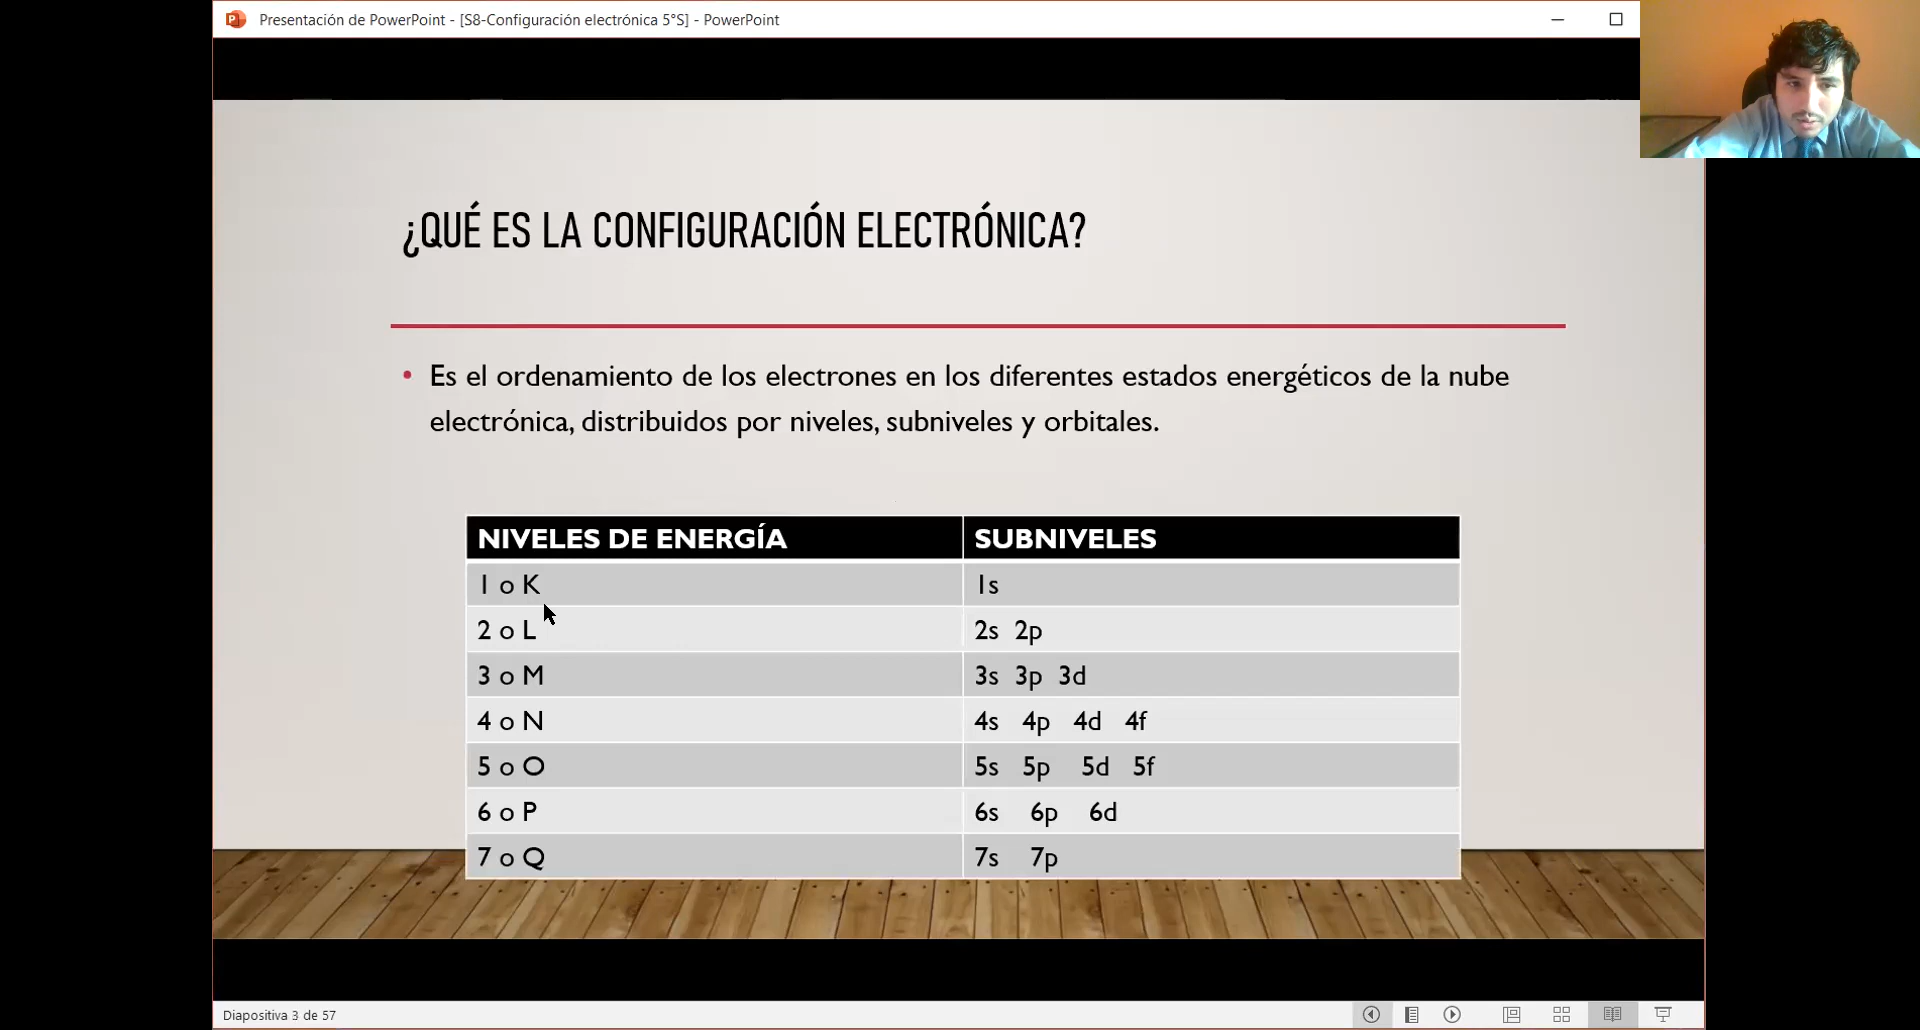 Presentación de PowerPoint - [S8-Configuración electrónica 5°S] - PowerPoint
¿QUÉ ES LA CONFIGURACIÓN ELECTRÓNICA?
• Es el ordenamiento de los electrones en los diferentes estados energéticos de la nube
electrónica, distribuidos por niveles, subniveles y orbitales.
NIVELES DE ENERGÍA SUBNIVELES
1 o K 1s
2 o L 2s 2p
3 o M 3s 3p 3d
4 o N 4s 4p 4d 4f
5 o O 5s 5p 5d 5f
6 o P 6s 6p 6d
7 o Q 7s 7p
Diapositiva 3 de 57